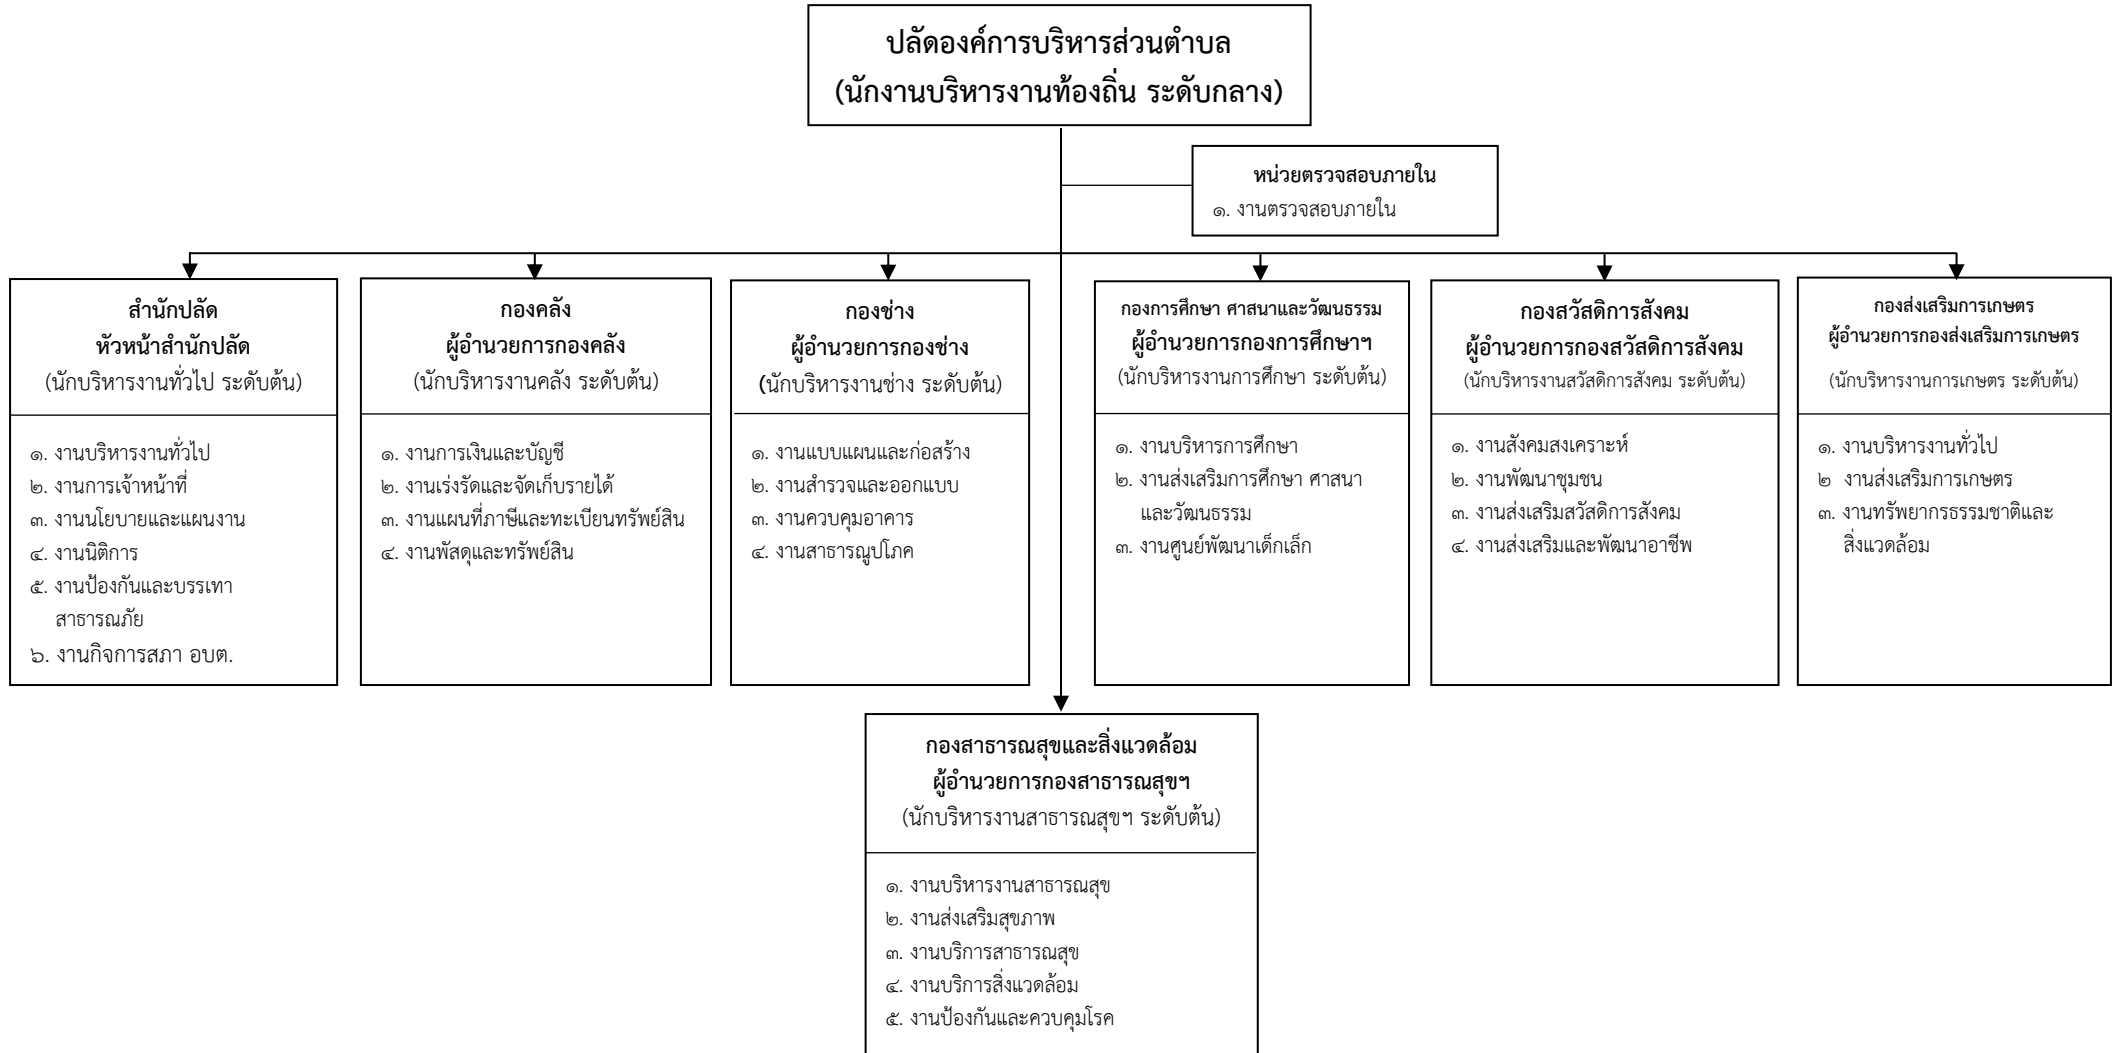 ปลัดองค์การบริหารส่วนตำบล
(นักงานบริหารงานท้องถิ่น ระดับกลาง)
หน่วยตรวจสอบภายใน
๑. งานตรวจสอบภายใน
สำนักปลัด
หัวหน้าสำนักปลัด
(นักบริหารงานทั่วไป ระดับต้น)
๑. งานบริหารงานทั่วไป
๒. งานการเจ้าหน้าที่
๓. งานนโยบายและแผนงาน
๔. งานนิติการ
๕. งานป้องกันและบรรเทา
สาธารณภัย
๖. งานกิจการสภา อบต.
กองคลัง
ผู้อำนวยการกองคลัง
(นักบริหารงานคลัง ระดับต้น)
๑. งานการเงินและบัญชี
๒. งานเร่งรัดและจัดเก็บรายได้
๓. งานแผนที่ภาษีและทะเบียนทรัพย์สิน
๔. งานพัสดุและทรัพย์สิน
กองช่าง
ผู้อำนวยการกองช่าง
(นักบริหารงานช่าง ระดับต้น)
๑. งานแบบแผนและก่อสร้าง
๒. งานสำรวจและออกแบบ
๓. งานควบคุมอาคาร
๔. งานสาธารณูปโภค
กองการศึกษา ศาสนาและวัฒนธรรม
ผู้อำนวยการกองการศึกษาฯ
(นักบริหารงานการศึกษา ระดับต้น)
๑. งานบริหารการศึกษา
๒. งานส่งเสริมการศึกษา ศาสนา
และวัฒนธรรม
๓. งานศูนย์พัฒนาเด็กเล็ก
กองสวัสดิการสังคม
ผู้อำนวยการกองสวัสดิการสังคม
(นักบริหารงานสวัสดิการสังคม ระดับต้น)
๑. งานสังคมสงเคราะห์
๒. งานพัฒนาชุมชน
๓. งานส่งเสริมสวัสดิการสังคม
๔. งานส่งเสริมและพัฒนาอาชีพ
กองส่งเสริมการเกษตร
ผู้อำนวยการกองส่งเสริมการเกษตร
(นักบริหารงานการเกษตร ระดับต้น)
๑. งานบริหารงานทั่วไป
๒ งานส่งเสริมการเกษตร
๓. งานทรัพยากรธรรมชาติและ
สิ่งแวดล้อม
กองสาธารณสุขและสิ่งแวดล้อม
ผู้อำนวยการกองสาธารณสุขฯ
(นักบริหารงานสาธารณสุขฯ ระดับต้น)
๑. งานบริหารงานสาธารณสุข
๒. งานส่งเสริมสุขภาพ
๓. งานบริการสาธารณสุข
๔. งานบริการสิ่งแวดล้อม
๕. งานป้องกันและควบคุมโรค